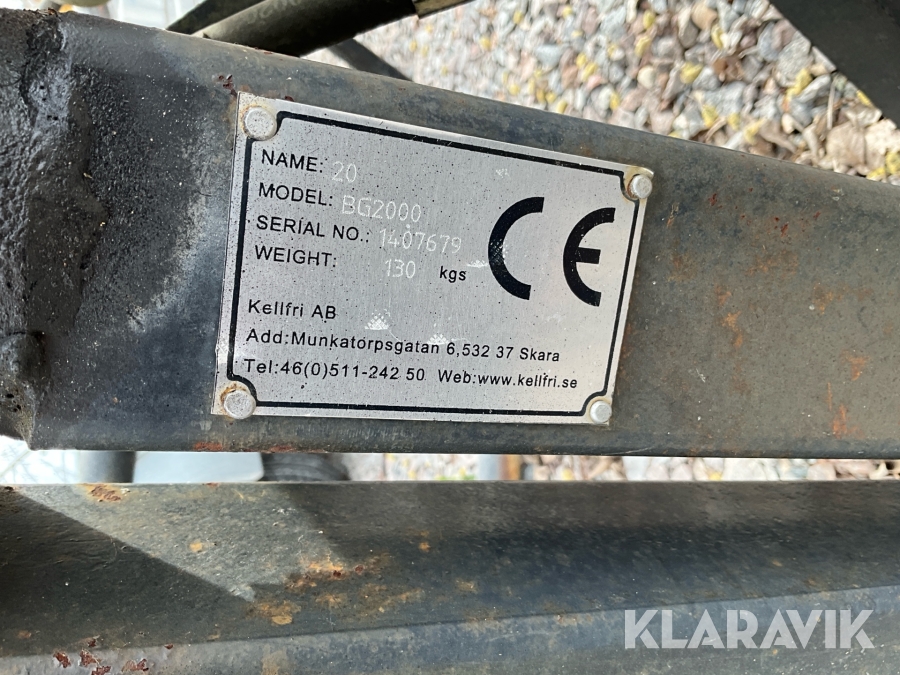 NAME: 20
MODEL: BG2000
SERIAL NO.: 1407679
WEIGHT: 130 kgs
CE
Kellfri AB
Add:Munkatorpsgatan 6,532 37 Skara
Tel:46(0)511-242 50 Web:www.kellfri.se
KLARAVIK